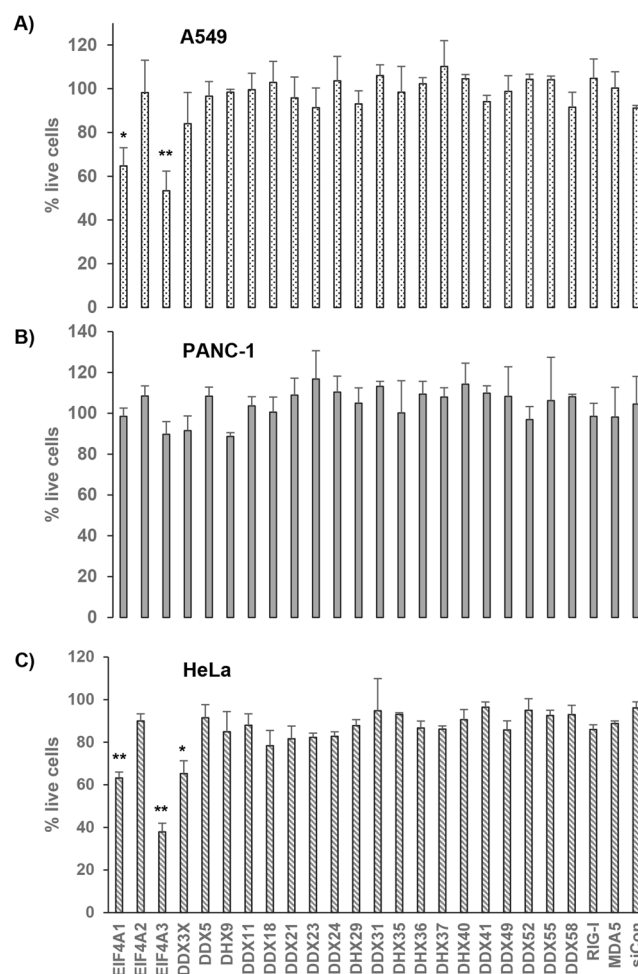 A)
A549
% live cells
120
100
80
60
40
20
0
*
**
B)
PANC-1
% live cells
140
120
100
80
60
40
20
0
C)
HeLa
% live cells
120
100
80
60
40
20
0
**
**
*
EIF4A1
EIF4A2
EIF4A3
DDX3X
DDX5
DHX9
DDX11
DDX18
DDX21
DDX23
DDX24
DHX29
DDX31
DHX35
DHX36
DHX37
DHX40
DDX41
DDX49
DDX52
DDX55
DDX58
RIG-I
MDA5
siCon